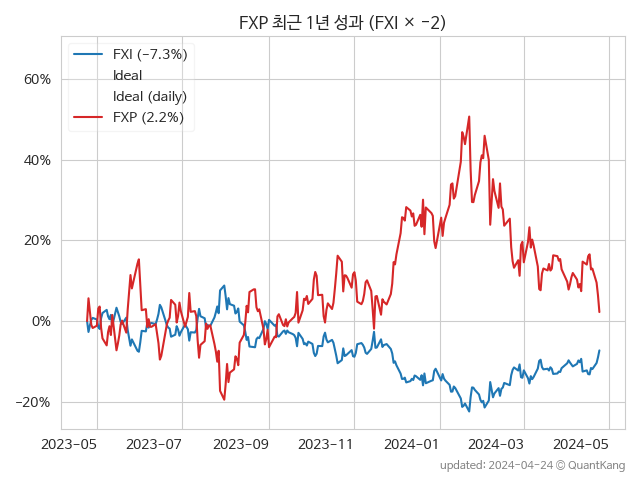 FXP 최근 1년 성과 (FXI × −2)
FXI (−7.3%)
Ideal
Ideal (daily)
FXP (2.2%)
60%
40%
20%
0%
−20%
2023-05
2023-07
2023-09
2023-11
2024-01
2024-03
2024-05
updated: 2024-04-24 © QuantKang